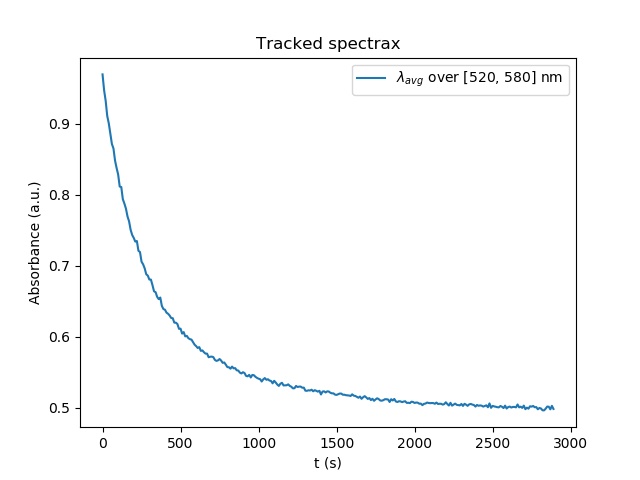 Tracked spectrax
λavg over [520, 580] nm
Absorbance (a.u.)
0.9
0.8
0.7
0.6
0.5
0 500 1000 1500 2000 2500 3000
t (s)